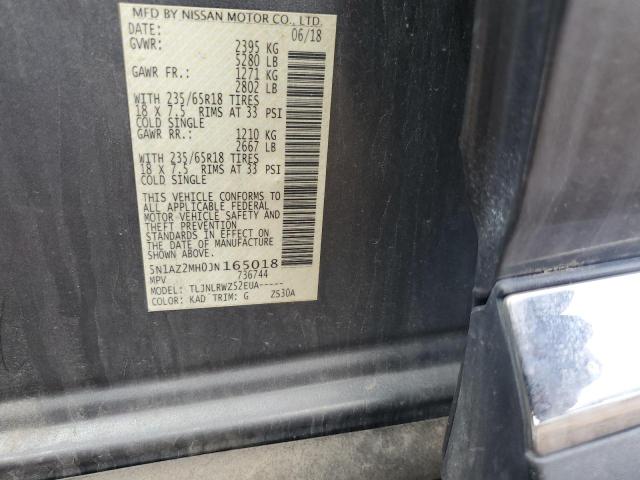 MFD BY NISSAN MOTOR CO., LTD.
DATE: 06/18
GVWR: 2395 KG
5280 LB
GAWR FR.: 1271 KG
2802 LB
WITH 235/65R18 TIRES
18 X 7.5 RIMS AT 33 PSI
COLD SINGLE
GAWR RR.: 1210 KG
2667 LB
WITH 235/65R18 TIRES
18 X 7.5 RIMS AT 33 PSI
COLD SINGLE
THIS VEHICLE CONFORMS TO
ALL APPLICABLE FEDERAL
MOTOR VEHICLE SAFETY AND
THEFT PREVENTION
STANDARDS IN EFFECT ON
THE DATE OF MANUFACTURE
SHOWN ABOVE.
5N1AZ2MH0JN165018
MPV 736744
MODEL: TLJNLRWZ52EUA-----
COLOR: KAD TRIM: G Z530A